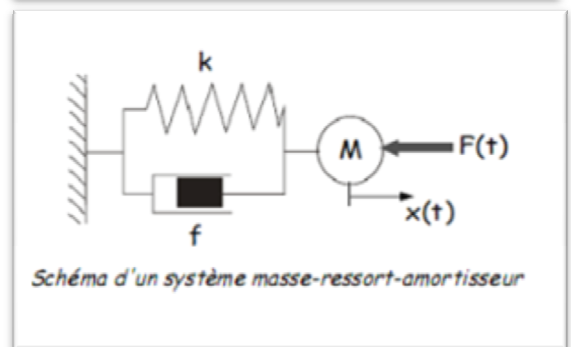 k
M
F(t)
x(t)
f
Schéma d'un système masse-ressort-amortisseur